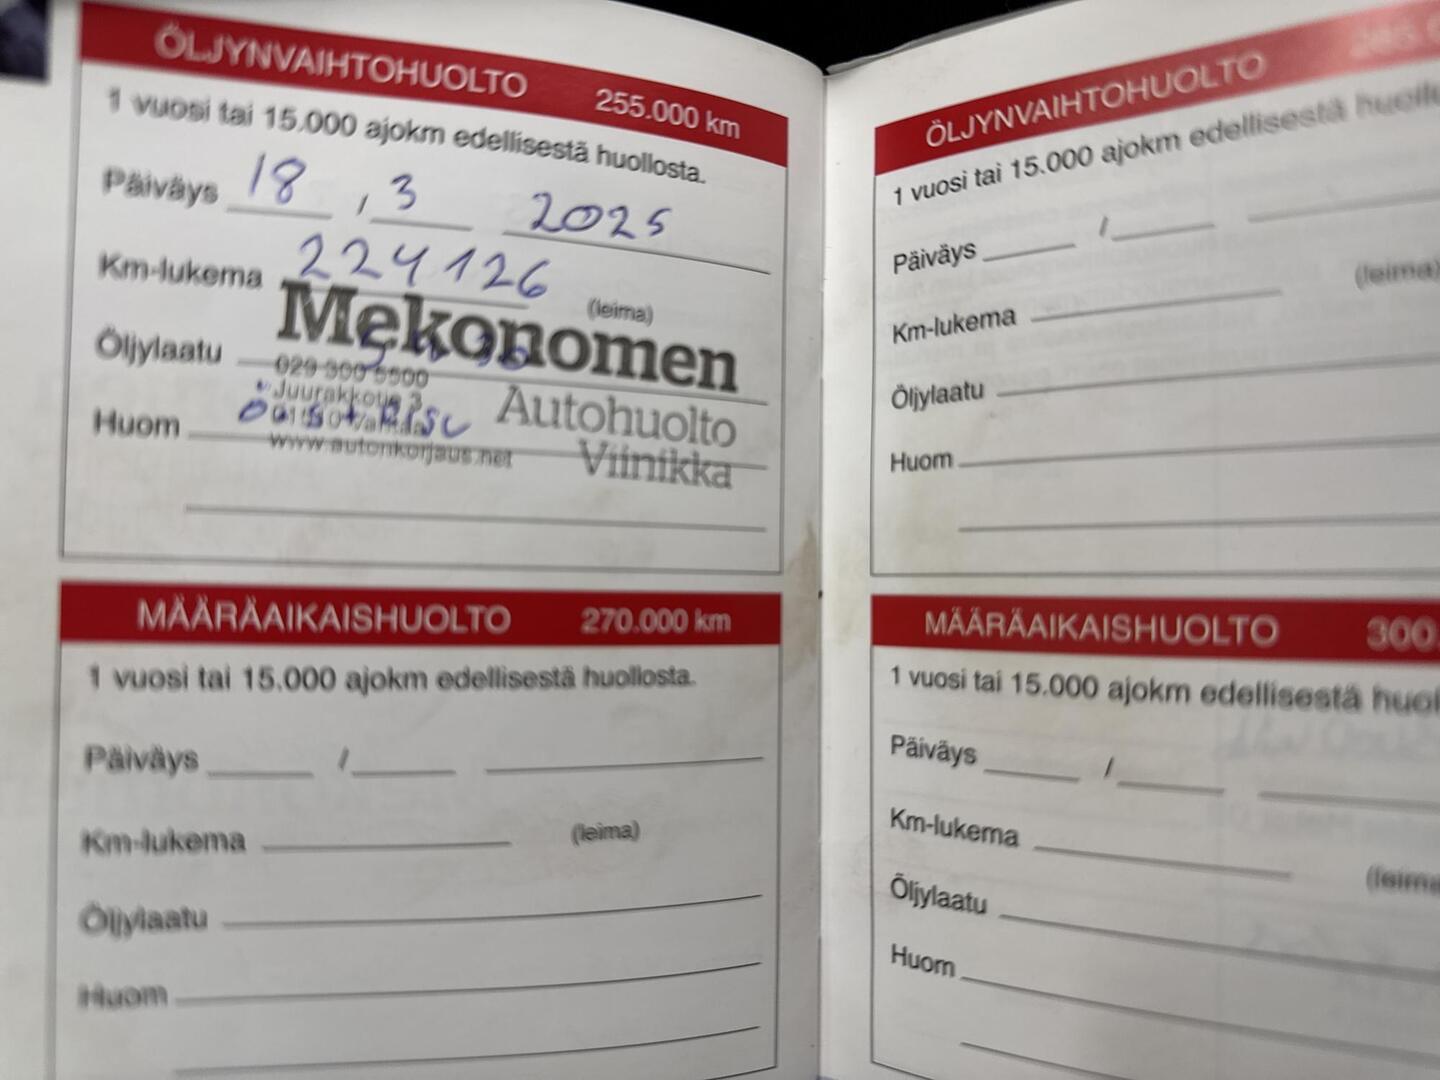 ÖLJYNVAIHTOHUOLTO 255.000 km
1 vuosi tai 15.000 ajokm edellisestä huollosta.
Päiväys 18 / 3 2025
Km-lukema 224126
(leima)
Mekonomen
Öljylaatu
029 300 5500
Juurakkotie 3
Autohuolto
Viinikka
Huom
www.autonkorjaus.net
MÄÄRÄAIKAISHUOLTO 270.000 km
1 vuosi tai 15.000 ajokm edellisestä huollosta.
Päiväys /
Km-lukema (leima)
Öljylaatu
Huom
ÖLJYNVAIHTOHUOLTO
1 vuosi tai 15.000 ajokm edellisestä
Päiväys /
(leima)
Km-lukema
Öljylaatu
Huom
MÄÄRÄAIKAISHUOLTO 300.
1 vuosi tai 15.000 ajokm edellisestä
Päiväys /
Km-lukema
(leima
Öljylaatu
Huom